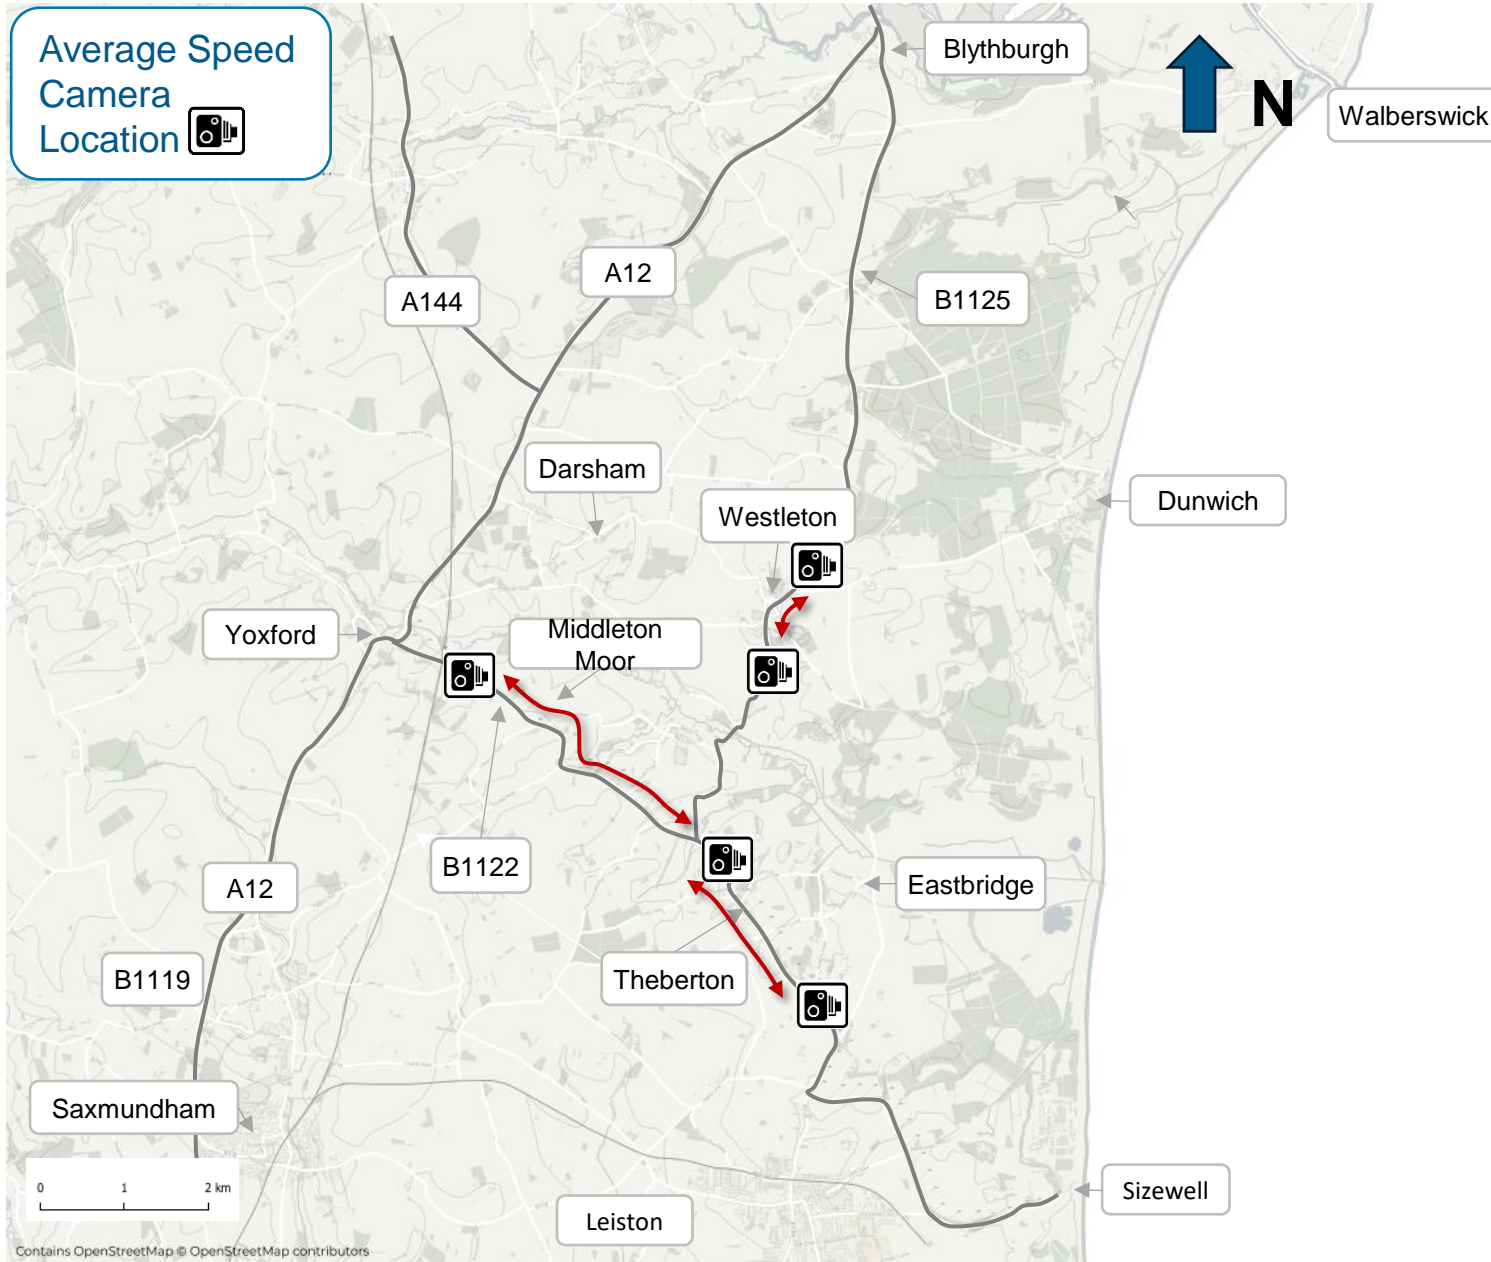 Average Speed
Camera
Location
Blythburgh
N
Walberswick
A12
A144
B1125
Darsham
Westleton
Dunwich
Yoxford
Middleton
Moor
B1122
A12
Eastbridge
B1119
Theberton
Saxmundham
0 1 2 km
Sizewell
Leiston
Contains OpenStreetMap © OpenStreetMap contributors